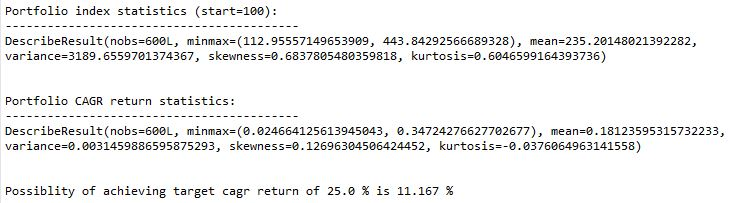 Portfolio index statistics (start=100):
------------------------------------------
DescribeResult(nobs=600L, minmax=(112.95557149653909, 443.84292566689328), mean=235.20148021392282,
variance=3189.6559701374367, skewness=0.6837805480359818, kurtosis=0.6046599164393736)
Portfolio CAGR return statistics:
------------------------------------------
DescribeResult(nobs=600L, minmax=(0.024664125613945043, 0.34724276627702677), mean=0.18123595315732233,
variance=0.0031459886595875293, skewness=0.12696304506424452, kurtosis=-0.0376064963141558)
Possiblity of achieving target cagr return of 25.0 % is 11.167 %